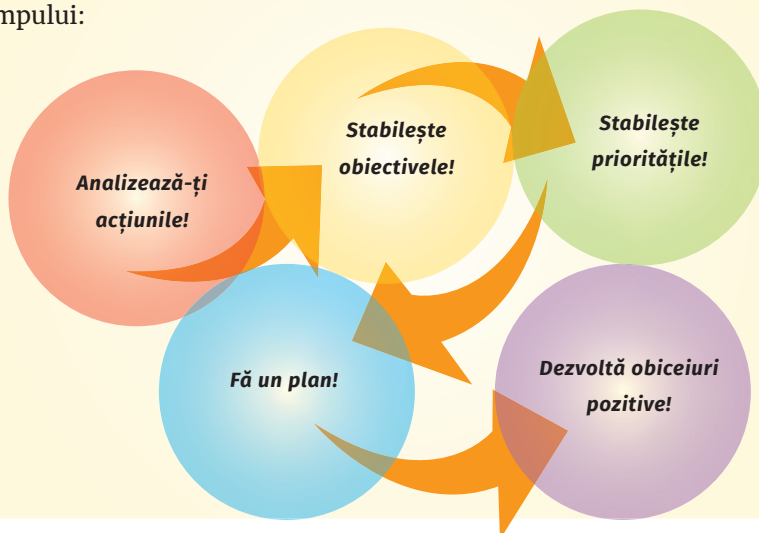 mpului:
Analizează-ți
acțiunile!
Stabilește
obiectivele!
Stabilește
prioritățile!
Fă un plan!
Dezvoltă obiceiuri
pozitive!